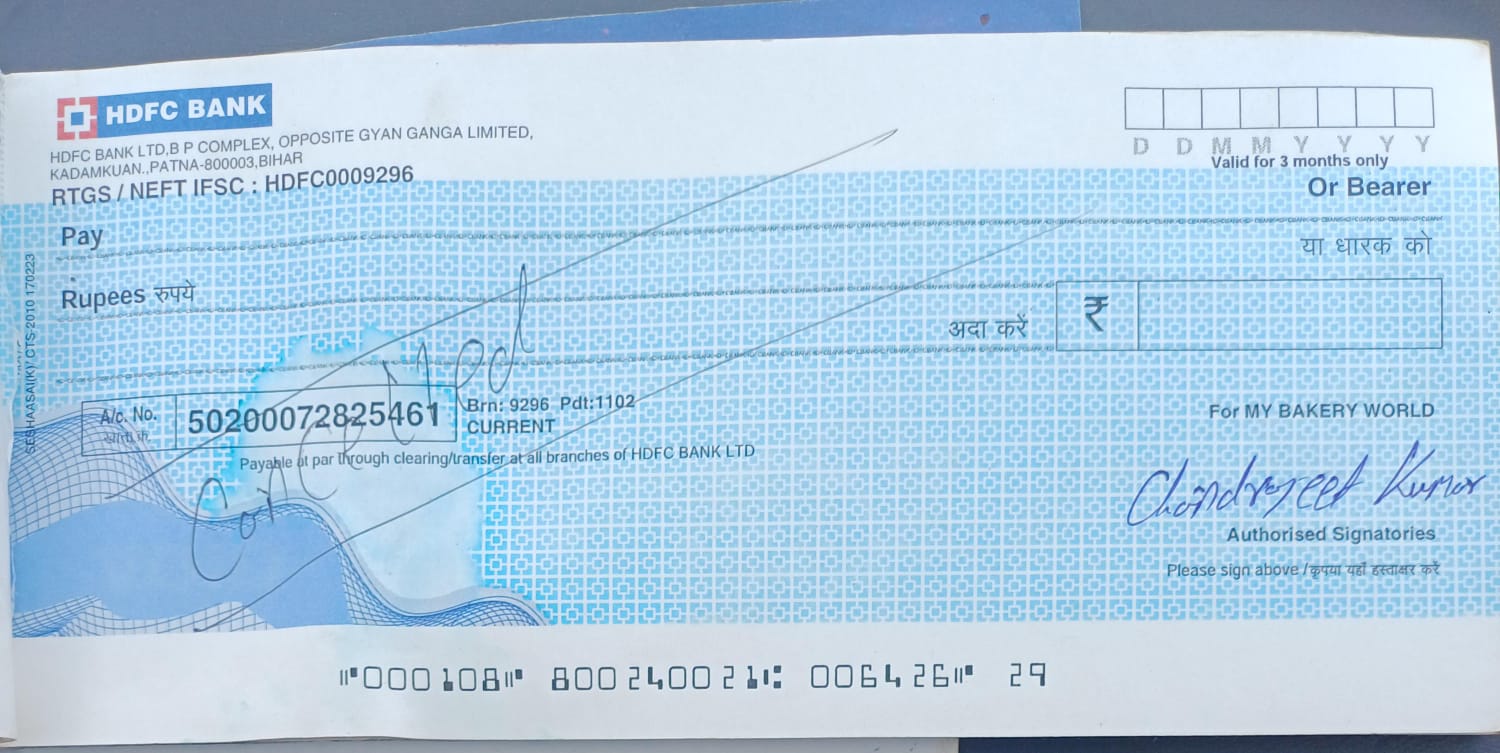 HDFC BANK
HDFC BANK LTD,B P COMPLEX, OPPOSITE GYAN GANGA LIMITED,
KADAMKUAN.,PATNA-800003,BIHAR
RTGS / NEFT IFSC : HDFC0009296
D D M M Y Y Y Y
Valid for 3 months only
Or Bearer
Pay
या धारक को
Rupees रुपये
अदा करें
₹
Cancelled
A/c. No.
खाता क्र.
50200072825461
Brn: 9296 Pdt:1102
CURRENT
Payable at par through clearing/transfer at all branches of HDFC BANK LTD
For MY BAKERY WORLD
Chandrajeet Kumar
Authorised Signatories
Please sign above / कृपया यहाँ हस्ताक्षर करें
SESHAASAI(K) CTS-2010 170223
⑈000108⑈ 800240021⑆ 006426⑈ 29